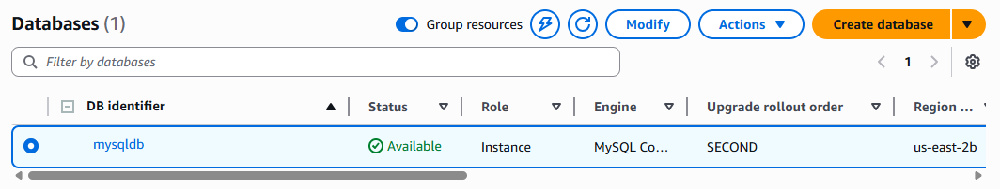 Databases (1)
Group resources
Modify
Actions
Create database
Filter by databases
1
DB identifier
Status
Role
Engine
Upgrade rollout order
Region ...
mysqldb
Available
Instance
MySQL Co...
SECOND
us-east-2b